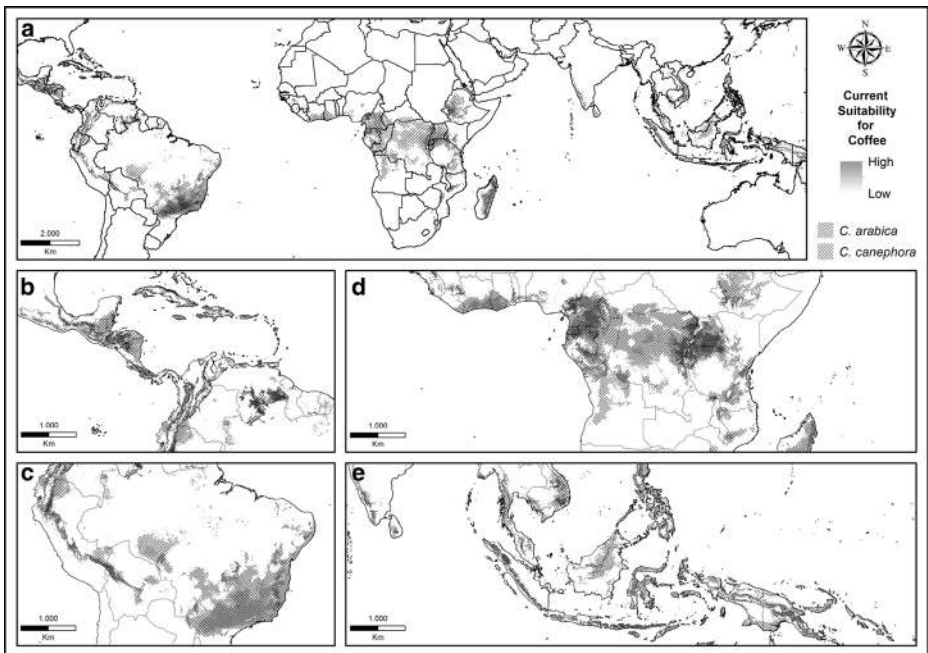 a
N
W E
S
Current
Suitability
for
Coffee
High
Low
2.000
Km
C. arabica
C. canephora
b
1.000
Km
d
1.000
Km
c
1.000
Km
e
1.000
Km